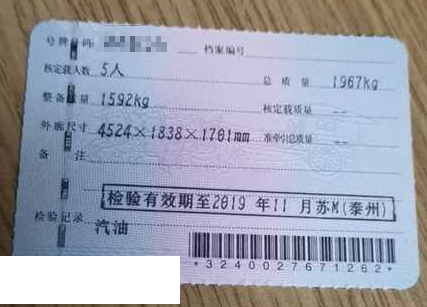 号牌号码: 档案编号
核定载人数 5人 总质量 1967kg
整备质量 1592kg 核定载质量 --
外廓尺寸 4524×1838×1701mm 准牵引总质量 --
备注
检验有效期至2019年11月苏M(泰州)
检验记录
汽油
*3240027671262*